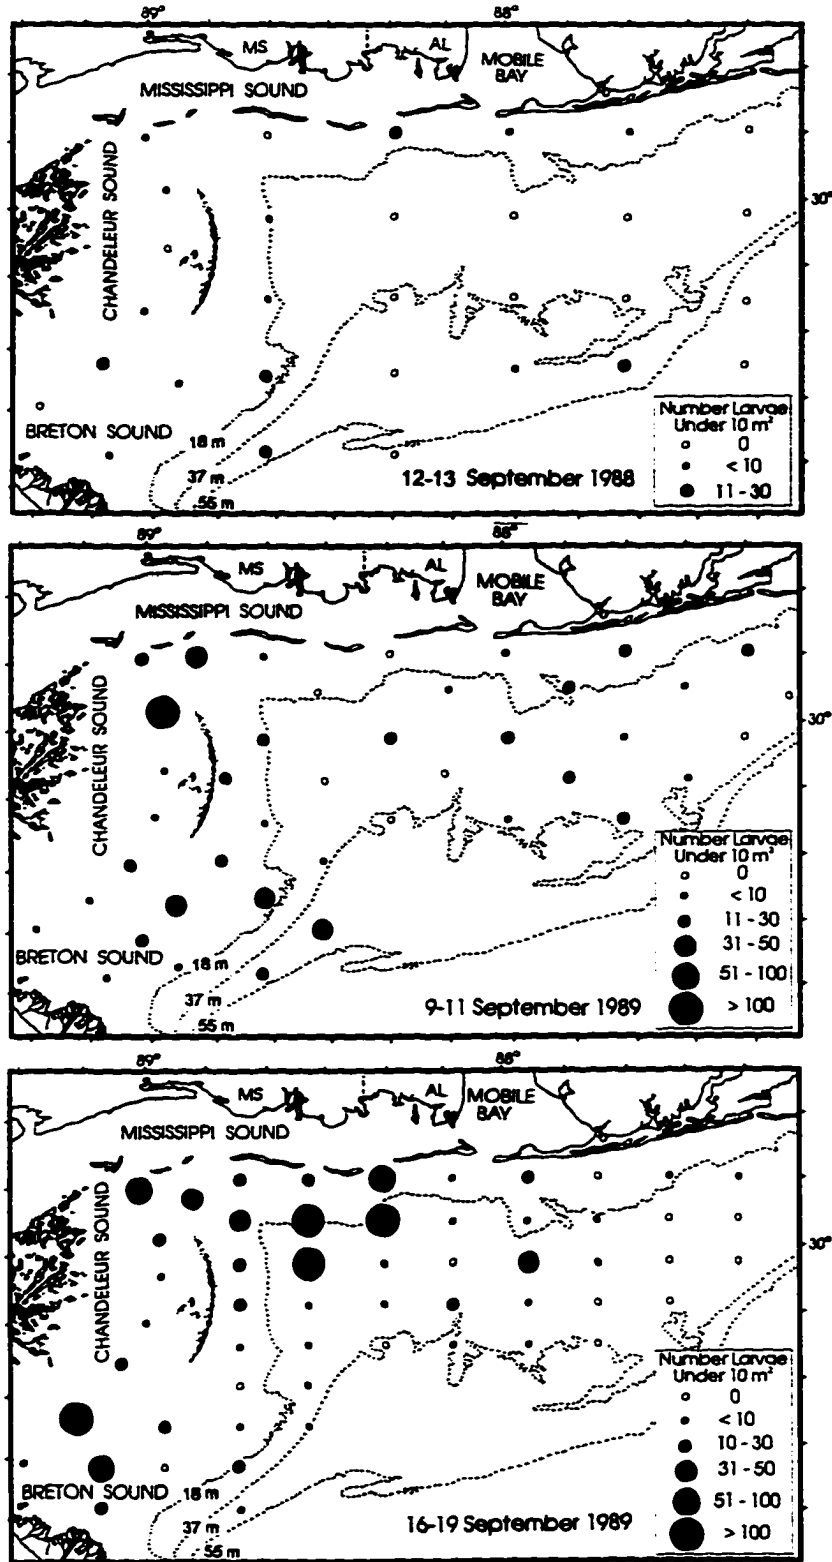 89° 88°
MS AL MOBILE
BAY
MISSISSIPPI SOUND
CHANDELEUR SOUND
30°
BRETON SOUND
18 m
37 m
55 m
Number Larvae
Under 10 m²
0
< 10
11 - 30
12-13 September 1988
89° 88°
MS AL MOBILE
BAY
MISSISSIPPI SOUND
CHANDELEUR SOUND
30°
BRETON SOUND
18 m
37 m
55 m
Number Larvae
Under 10 m²
0
< 10
11 - 30
31 - 50
51 - 100
> 100
9-11 September 1989
89° 88°
MS AL MOBILE
BAY
MISSISSIPPI SOUND
CHANDELEUR SOUND
30°
BRETON SOUND
18 m
37 m
55 m
Number Larvae
Under 10 m²
0
< 10
10 - 30
31 - 50
51 - 100
> 100
16-19 September 1989